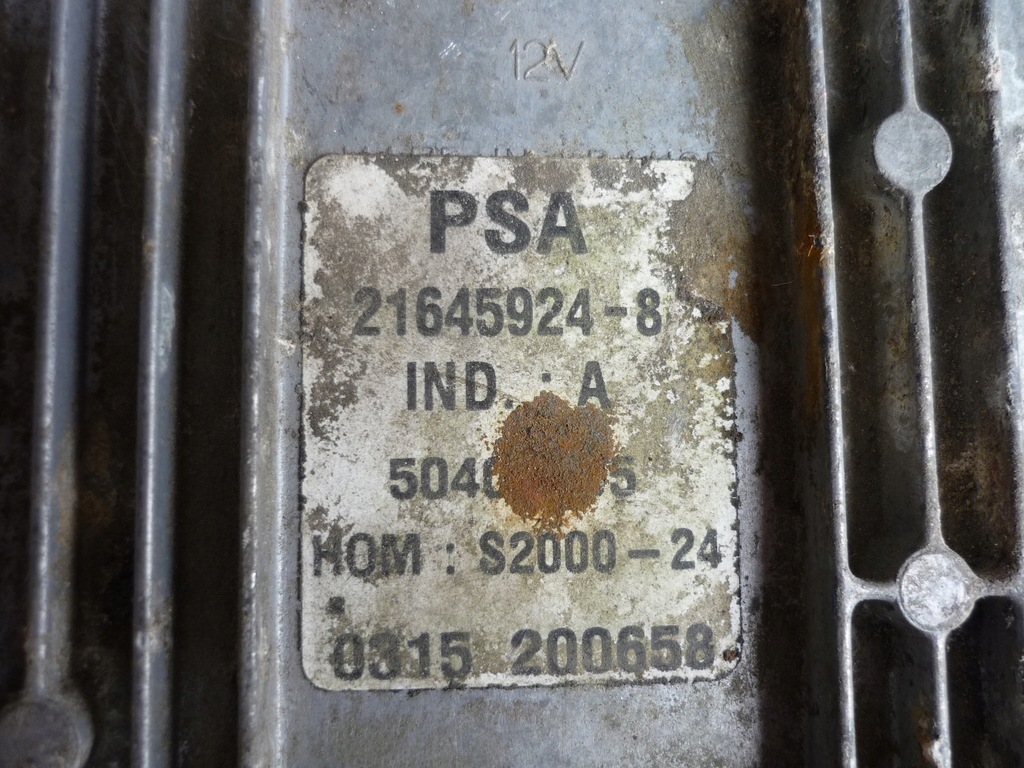 12V
PSA
21645924-8
IND. : A
HOM : S2000-24
0315 200658